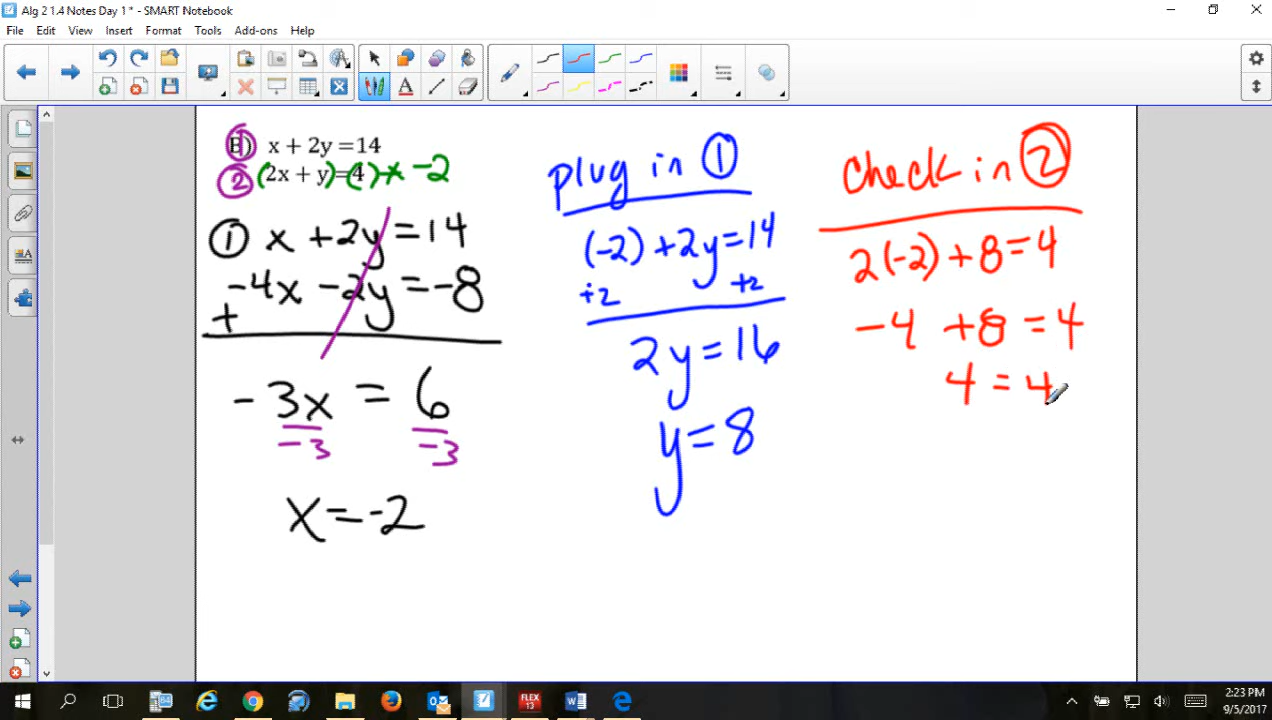 Alg 2 1.4 Notes Day 1 * - SMART Notebook
File Edit View Insert Format Tools Add-ons Help
① x + 2y = 14
② (2x + y) = (4) × -2
① x + 2y = 14
-4x - 2y = -8
+
-3x = 6
-3 -3
x = -2
plug in ①
(-2) + 2y = 14
+2 +2
2y = 16
y = 8
check in ②
2(-2) + 8 = 4
-4 + 8 = 4
4 = 4
FLEX 13
2:23 PM
9/5/2017